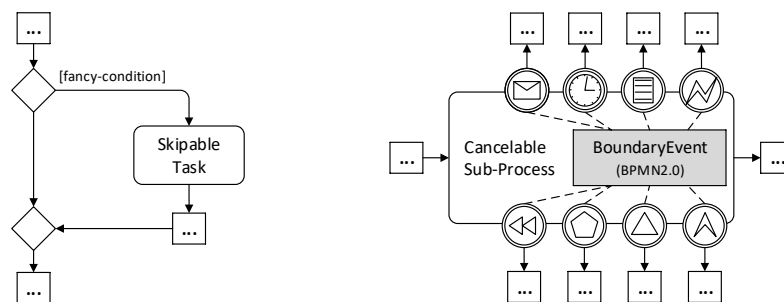 ...
[fancy-condition]
Skipable
Task
...
...
... ... ... ...
...
Cancelable
Sub-Process
BoundaryEvent
(BPMN2.0)
...
... ... ... ...